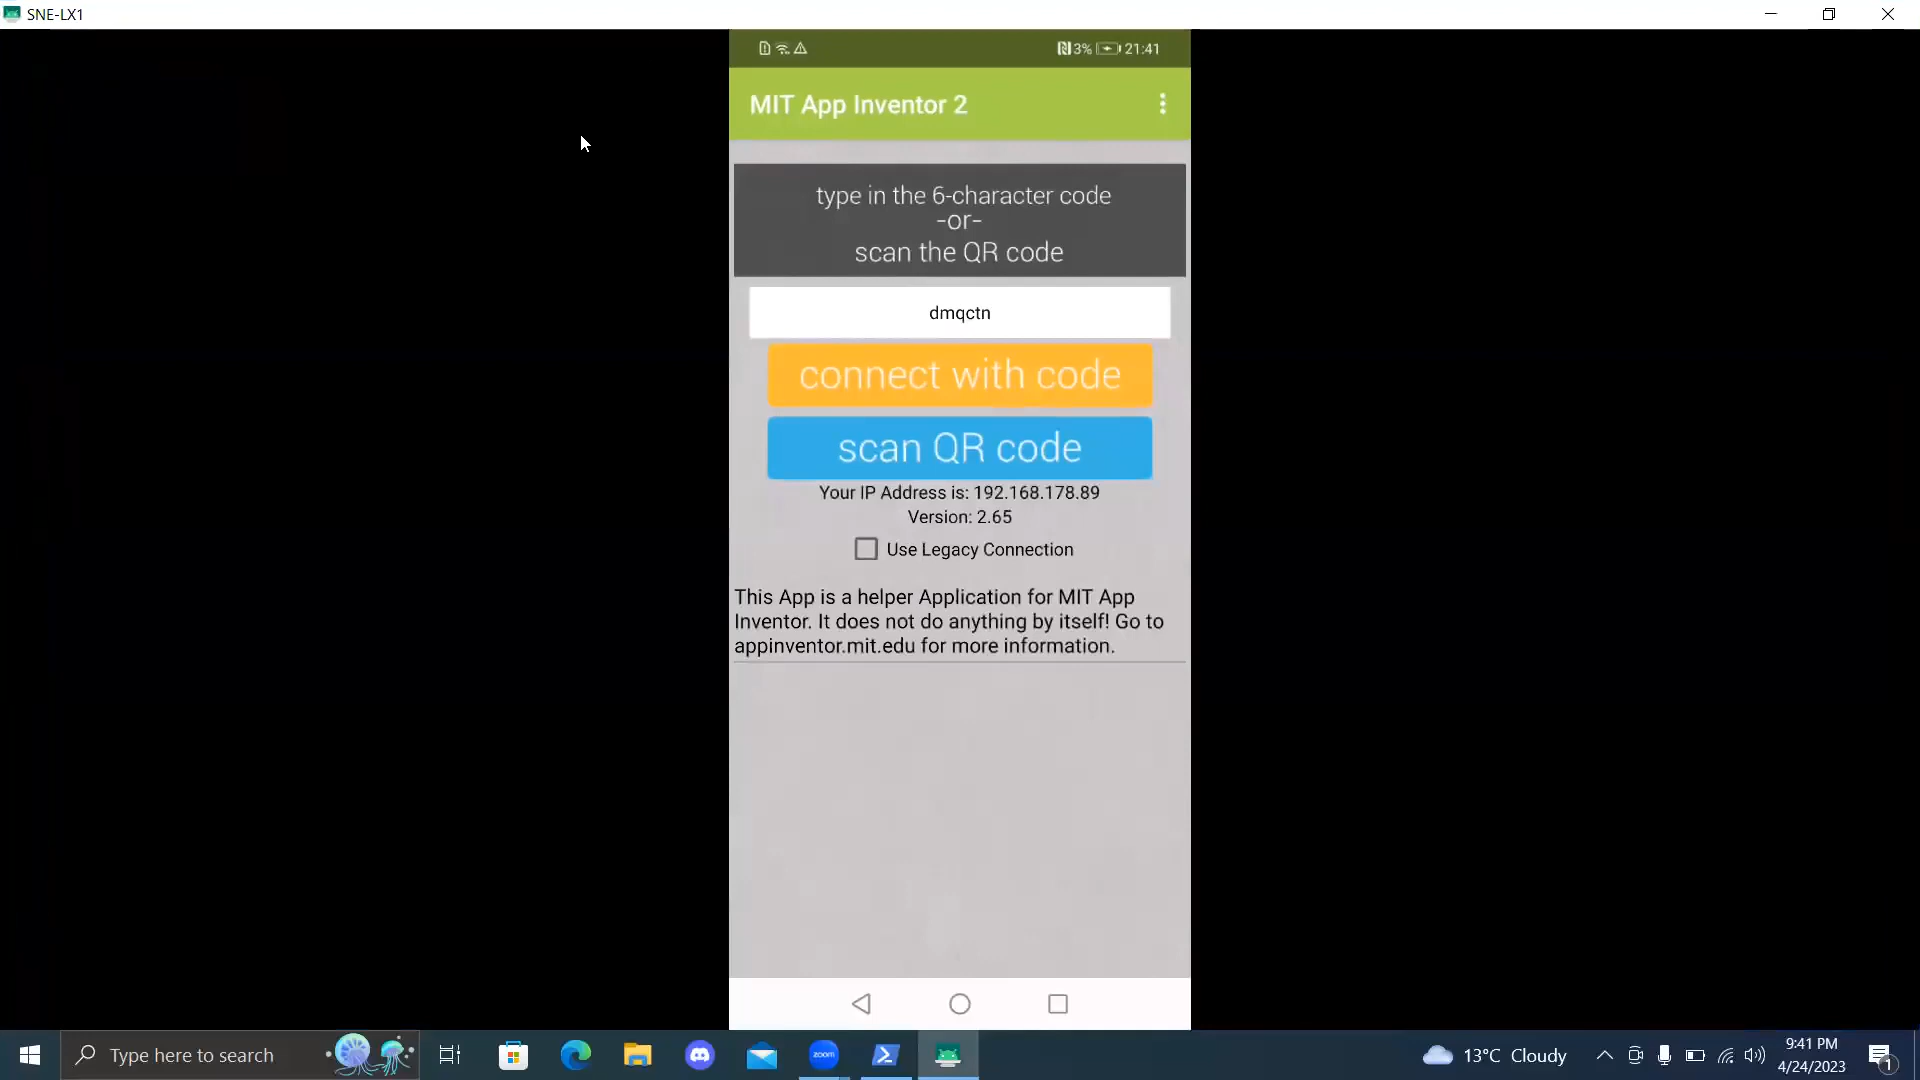 SNE-LX1
3% 21:41
MIT App Inventor 2
type in the 6-character code
-or-
scan the QR code
dmqctn
connect with code
scan QR code
Your IP Address is: 192.168.178.89
Version: 2.65
Use Legacy Connection
This App is a helper Application for MIT App
Inventor. It does not do anything by itself! Go to
appinventor.mit.edu for more information.
Type here to search
zoom
13°C Cloudy
9:41 PM
4/24/2023
1